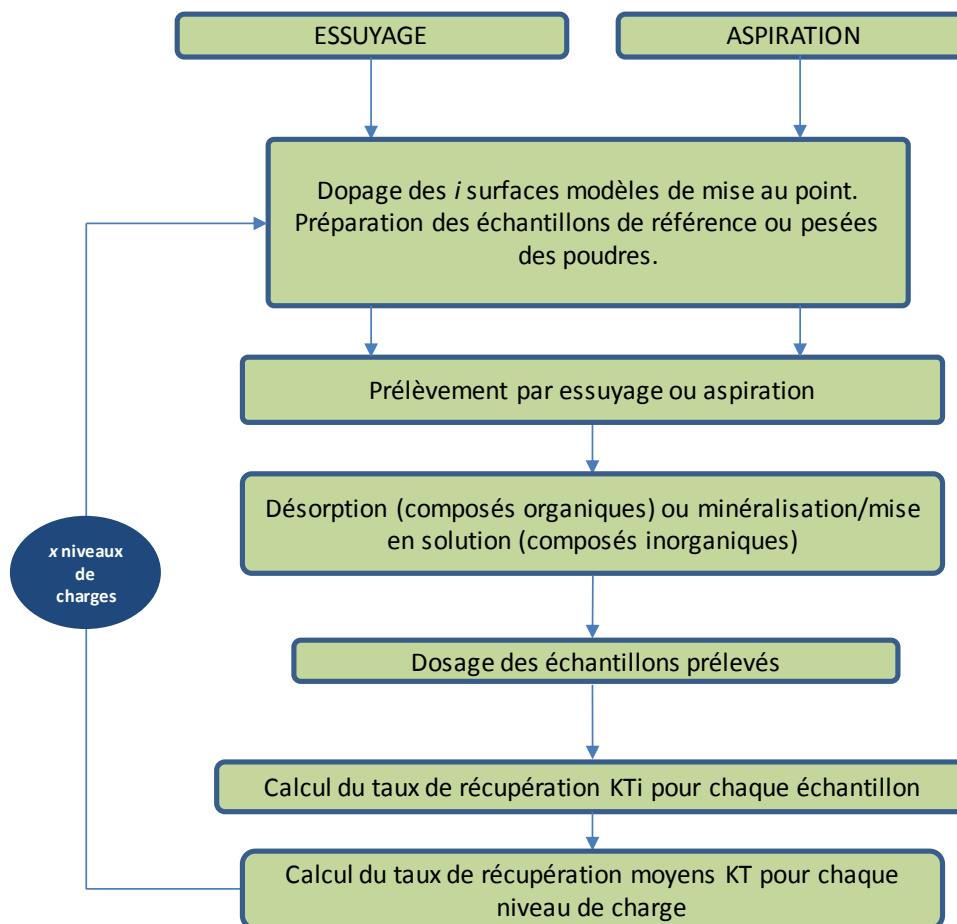 ESSUYAGE
ASPIRATION
Dopage des i surfaces modèles de mise au point.
Préparation des échantillons de référence ou pesées
des poudres.
Prélèvement par essuyage ou aspiration
Désorption (composés organiques) ou minéralisation/mise
en solution (composés inorganiques)
x niveaux
de
charges
Dosage des échantillons prélevés
Calcul du taux de récupération KTi pour chaque échantillon
Calcul du taux de récupération moyens KT pour chaque
niveau de charge